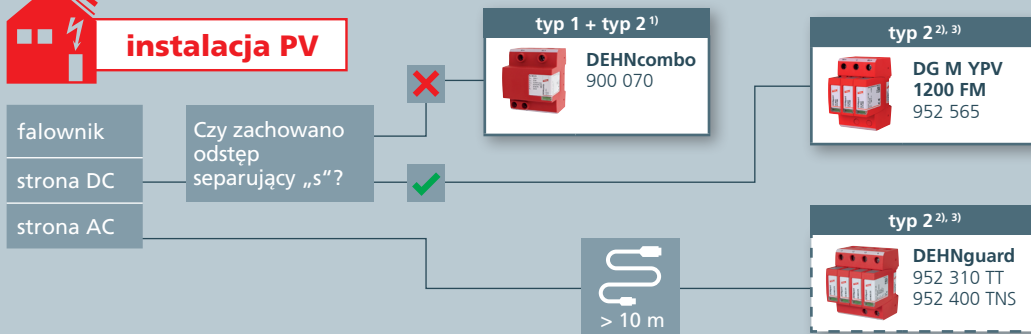 instalacja PV
falownik
strona DC
strona AC
Czy zachowano
odstęp
separujący „s“?
typ 1 + typ 2 1)
DEHNcombo
900 070
typ 2 2), 3)
DG M YPV
1200 FM
952 565
> 10 m
typ 2 2), 3)
DEHNguard
952 310 TT
952 400 TNS